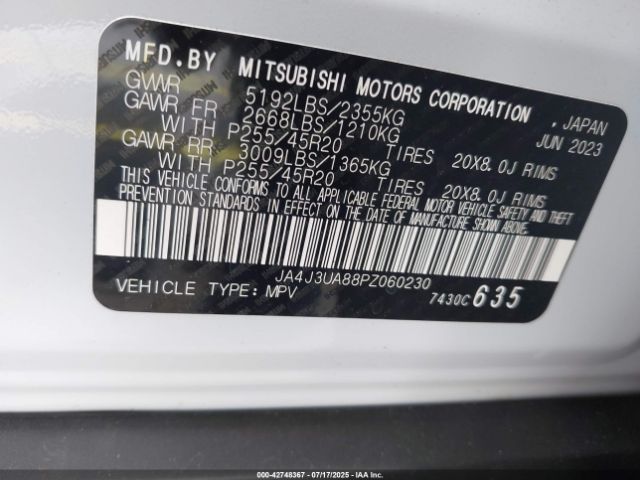 MFD.BY MITSUBISHI MOTORS CORPORATION, JAPAN
GVWR 5192LBS/2355KG JUN 2023
GAWR FR 2668LBS/1210KG
WITH P255/45R20 TIRES 20X8.0J RIMS
GAWR RR 3009LBS/1365KG
WITH P255/45R20 TIRES 20X8.0J RIMS
THIS VEHICLE CONFORMS TO ALL APPLICABLE FEDERAL MOTOR VEHICLE SAFETY AND THEFT
PREVENTION STANDARDS IN EFFECT ON THE DATE OF MANUFACTURE SHOWN ABOVE.
JA4J3UA88PZ060230
VEHICLE TYPE:MPV 7430C 635
000-42748367 07/17/2025 IAAI.COM